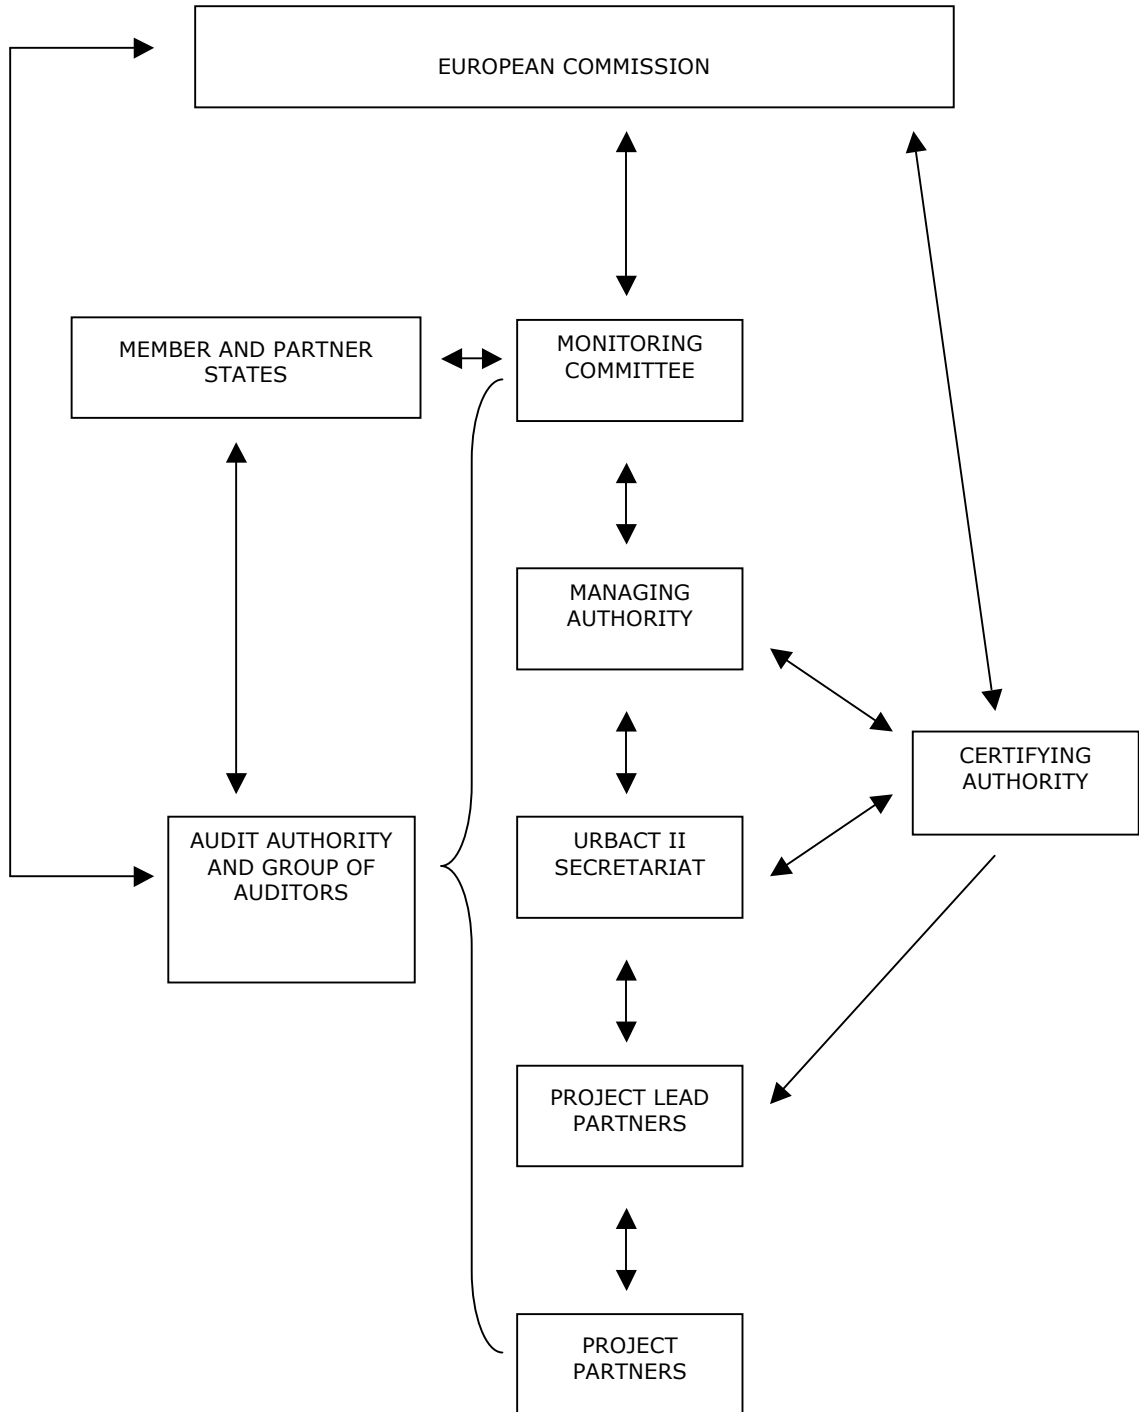 EUROPEAN COMMISSION
MEMBER AND PARTNER
STATES
MONITORING
COMMITTEE
MANAGING
AUTHORITY
CERTIFYING
AUTHORITY
AUDIT AUTHORITY
AND GROUP OF
AUDITORS
URBACT II
SECRETARIAT
PROJECT LEAD
PARTNERS
PROJECT
PARTNERS